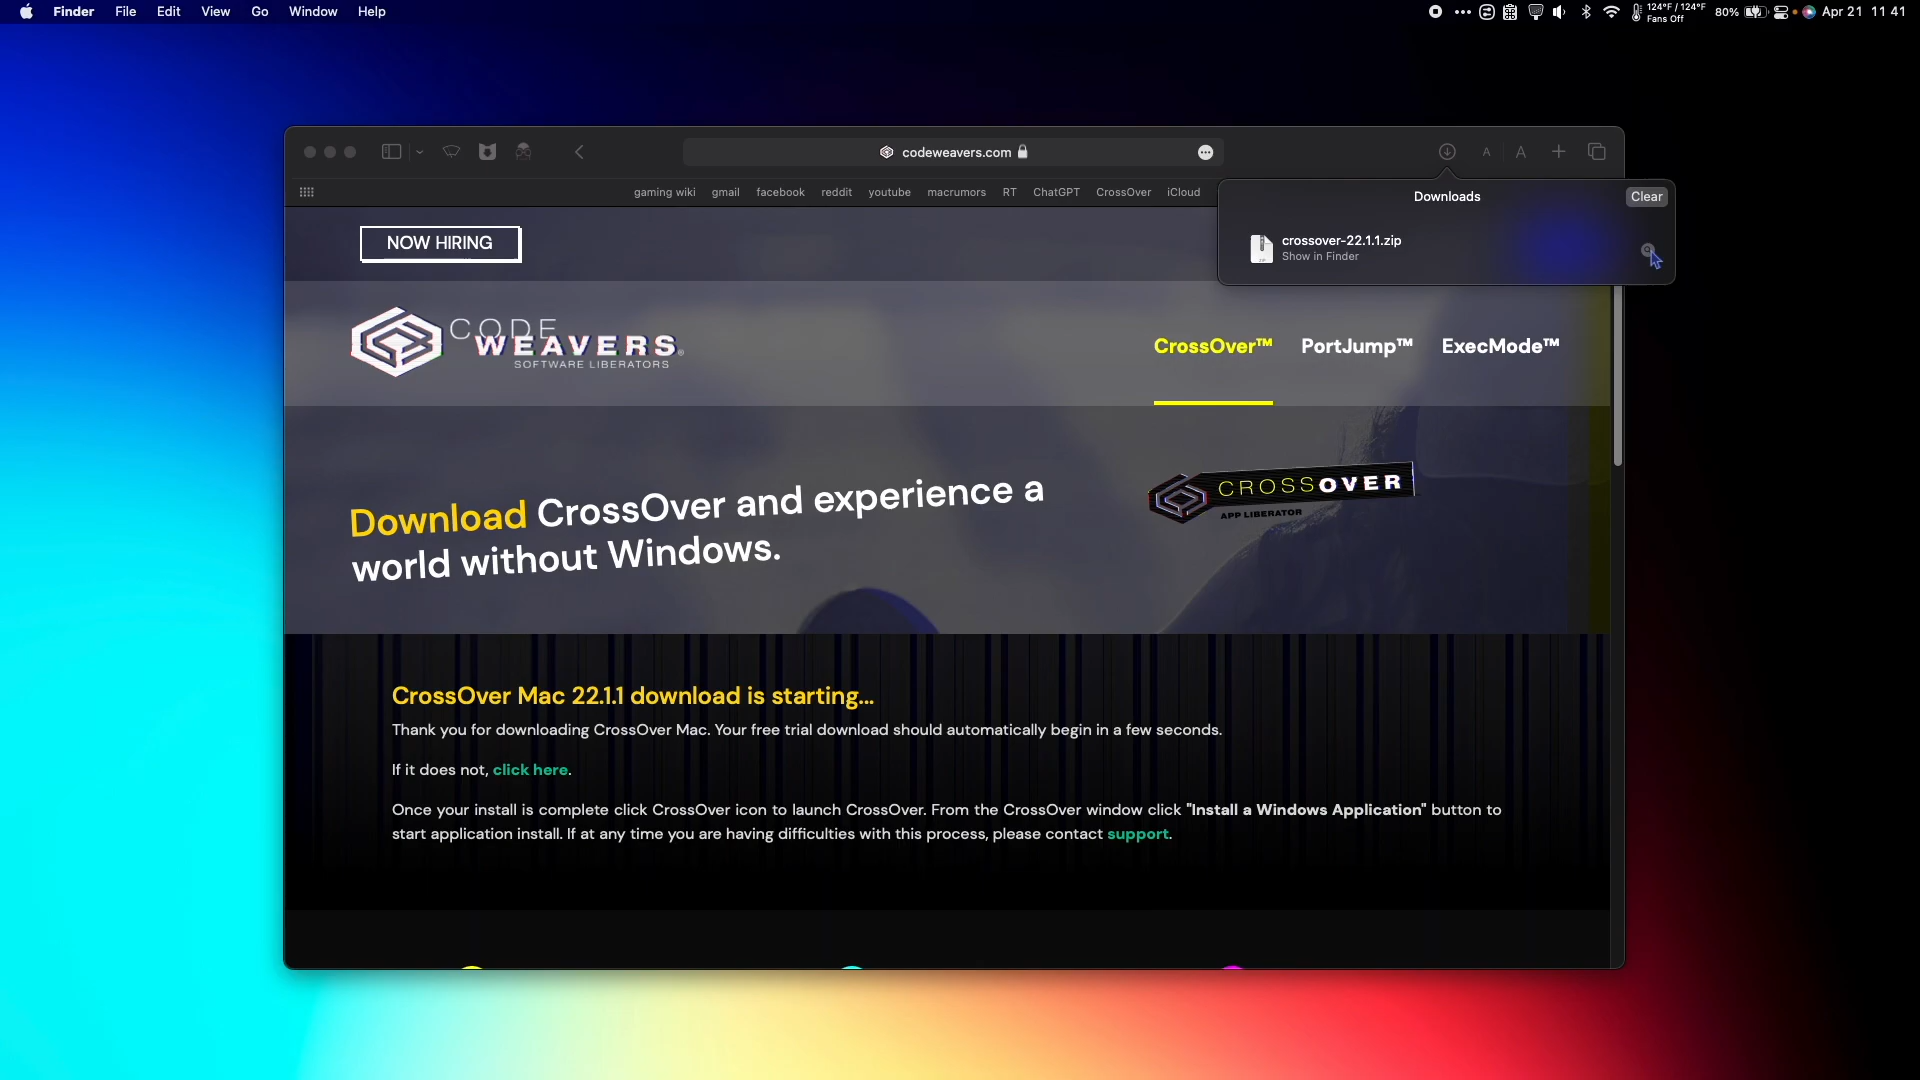 Finder File Edit View Go Window Help
124°F / 124°F
Fans Off
80%
Apr 21 11 41
codeweavers.com
A A
gaming wiki gmail facebook reddit youtube macrumors RT ChatGPT CrossOver iCloud
Downloads
Clear
crossover-22.1.1.zip
Show in Finder
NOW HIRING
CODE
WEAVERS
SOFTWARE LIBERATORS
CrossOver™ PortJump™ ExecMode™
CROSSOVER
APP LIBERATOR
Download CrossOver and experience a
world without Windows.
CrossOver Mac 22.1.1 download is starting...
Thank you for downloading CrossOver Mac. Your free trial download should automatically begin in a few seconds.
If it does not, click here.
Once your install is complete click CrossOver icon to launch CrossOver. From the CrossOver window click "Install a Windows Application" button to
start application install. If at any time you are having difficulties with this process, please contact support.